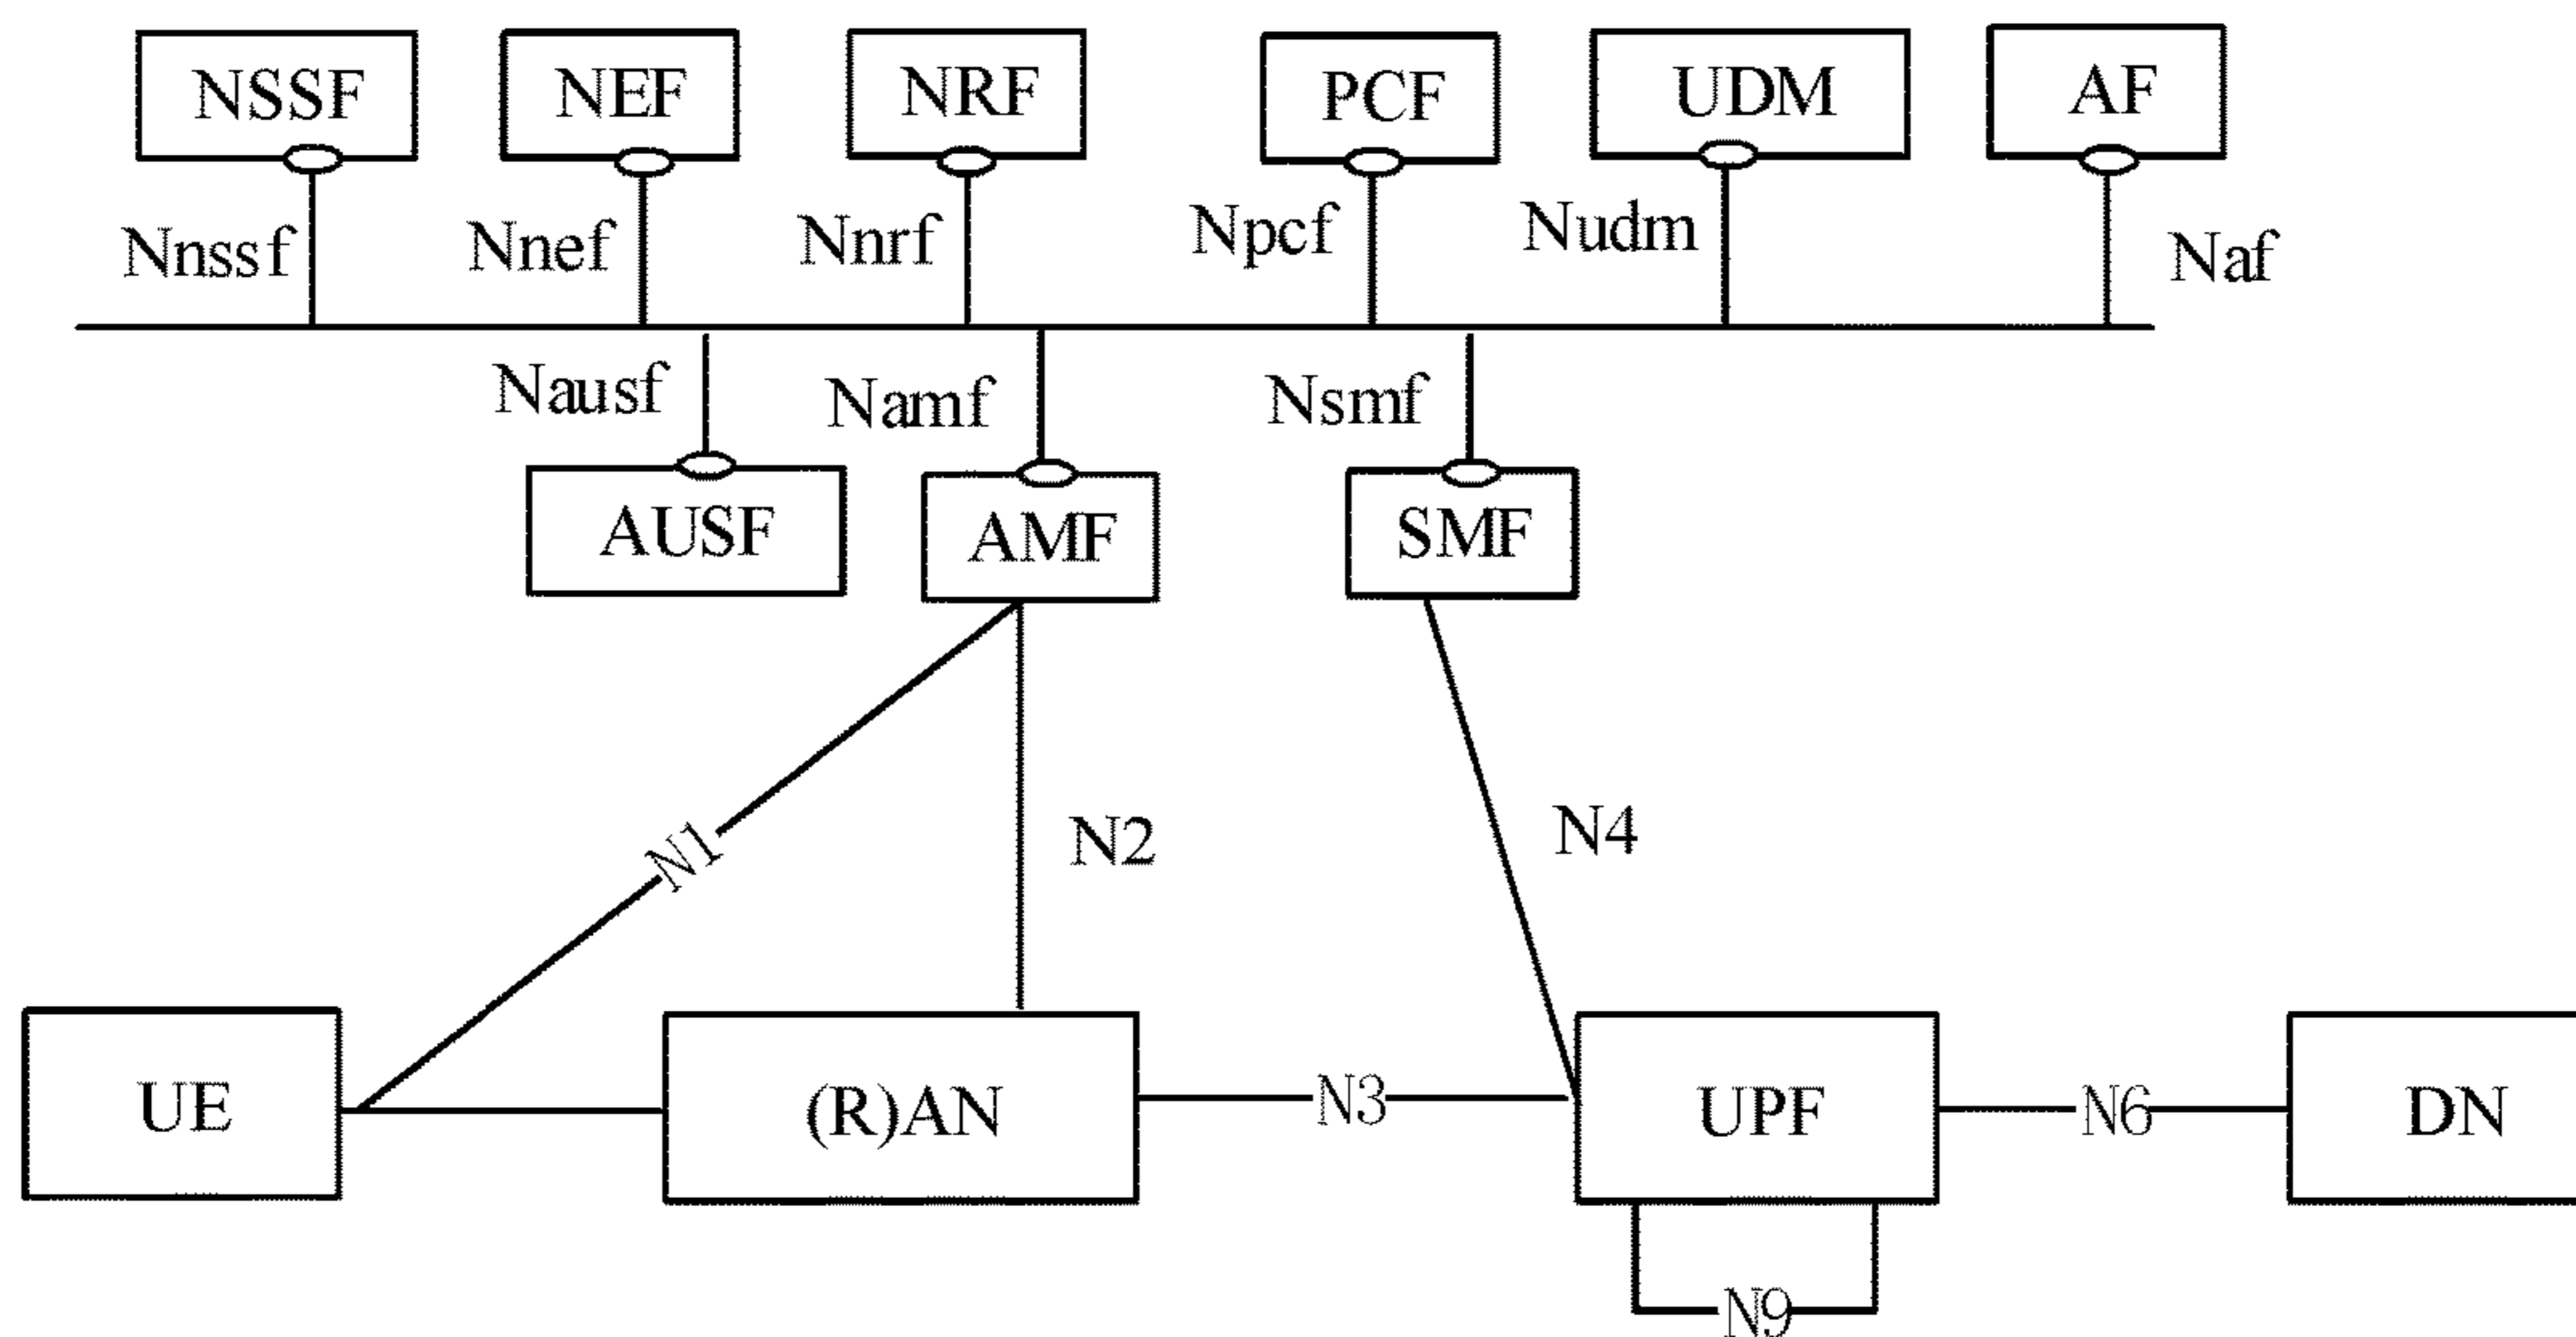 NSSF NEF NRF PCF UDM AF
Nnssf Nnef Nnrf Npcf Nudm Naf
Nausf Namf Nsmf
AUSF AMF SMF
N1 N2 N4
UE (R)AN N3 UPF N6 DN
N9